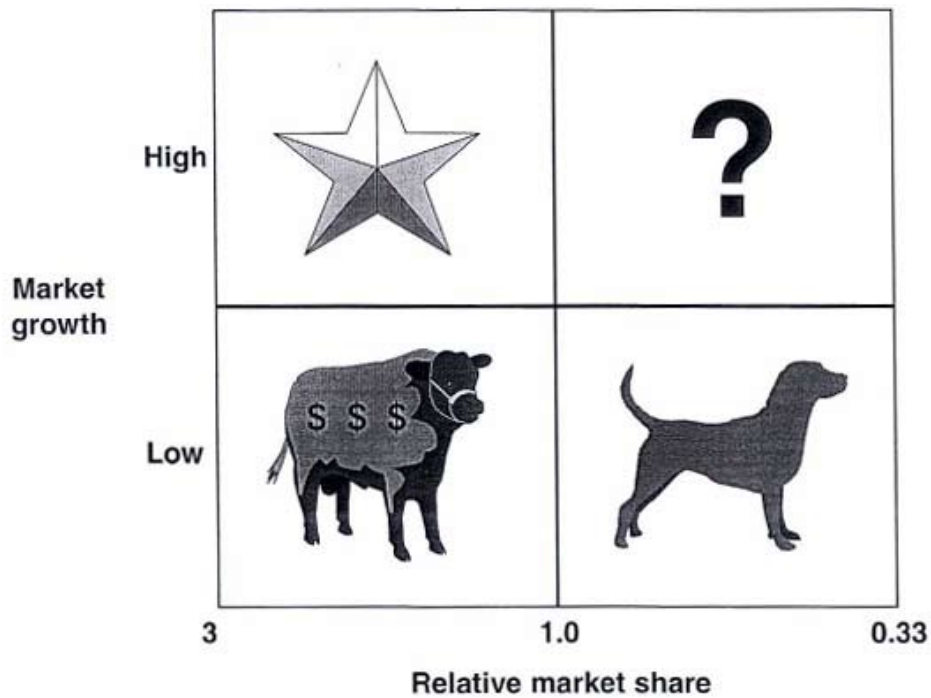 High
?
Market
growth
$ $ $
Low
3 1.0 0.33
Relative market share